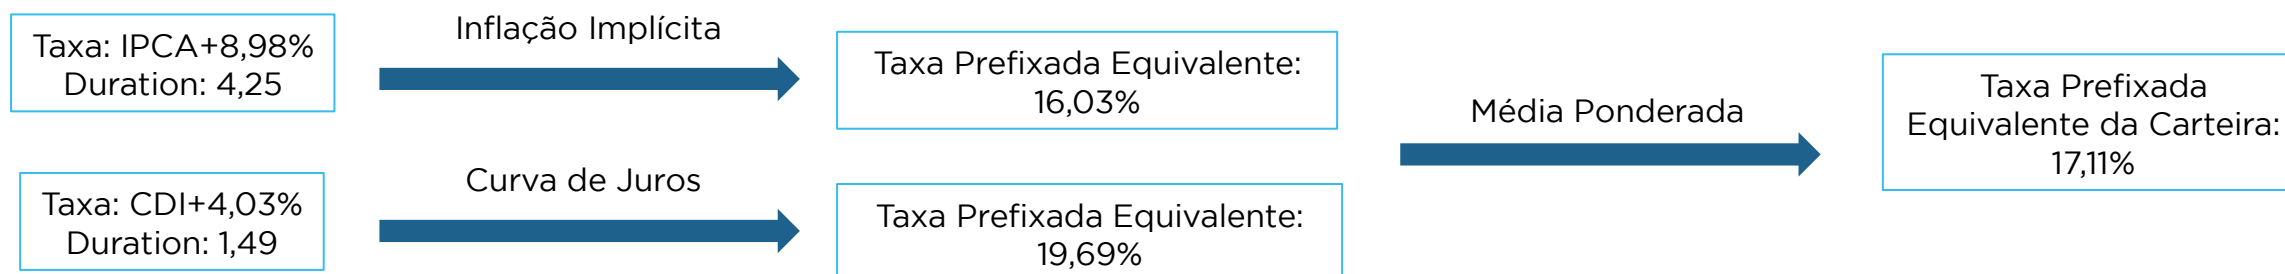 Taxa: IPCA+8,98%
Duration: 4,25
Inflação Implícita
Taxa Prefixada Equivalente:
16,03%
Taxa: CDI+4,03%
Duration: 1,49
Curva de Juros
Taxa Prefixada Equivalente:
19,69%
Média Ponderada
Taxa Prefixada
Equivalente da Carteira:
17,11%